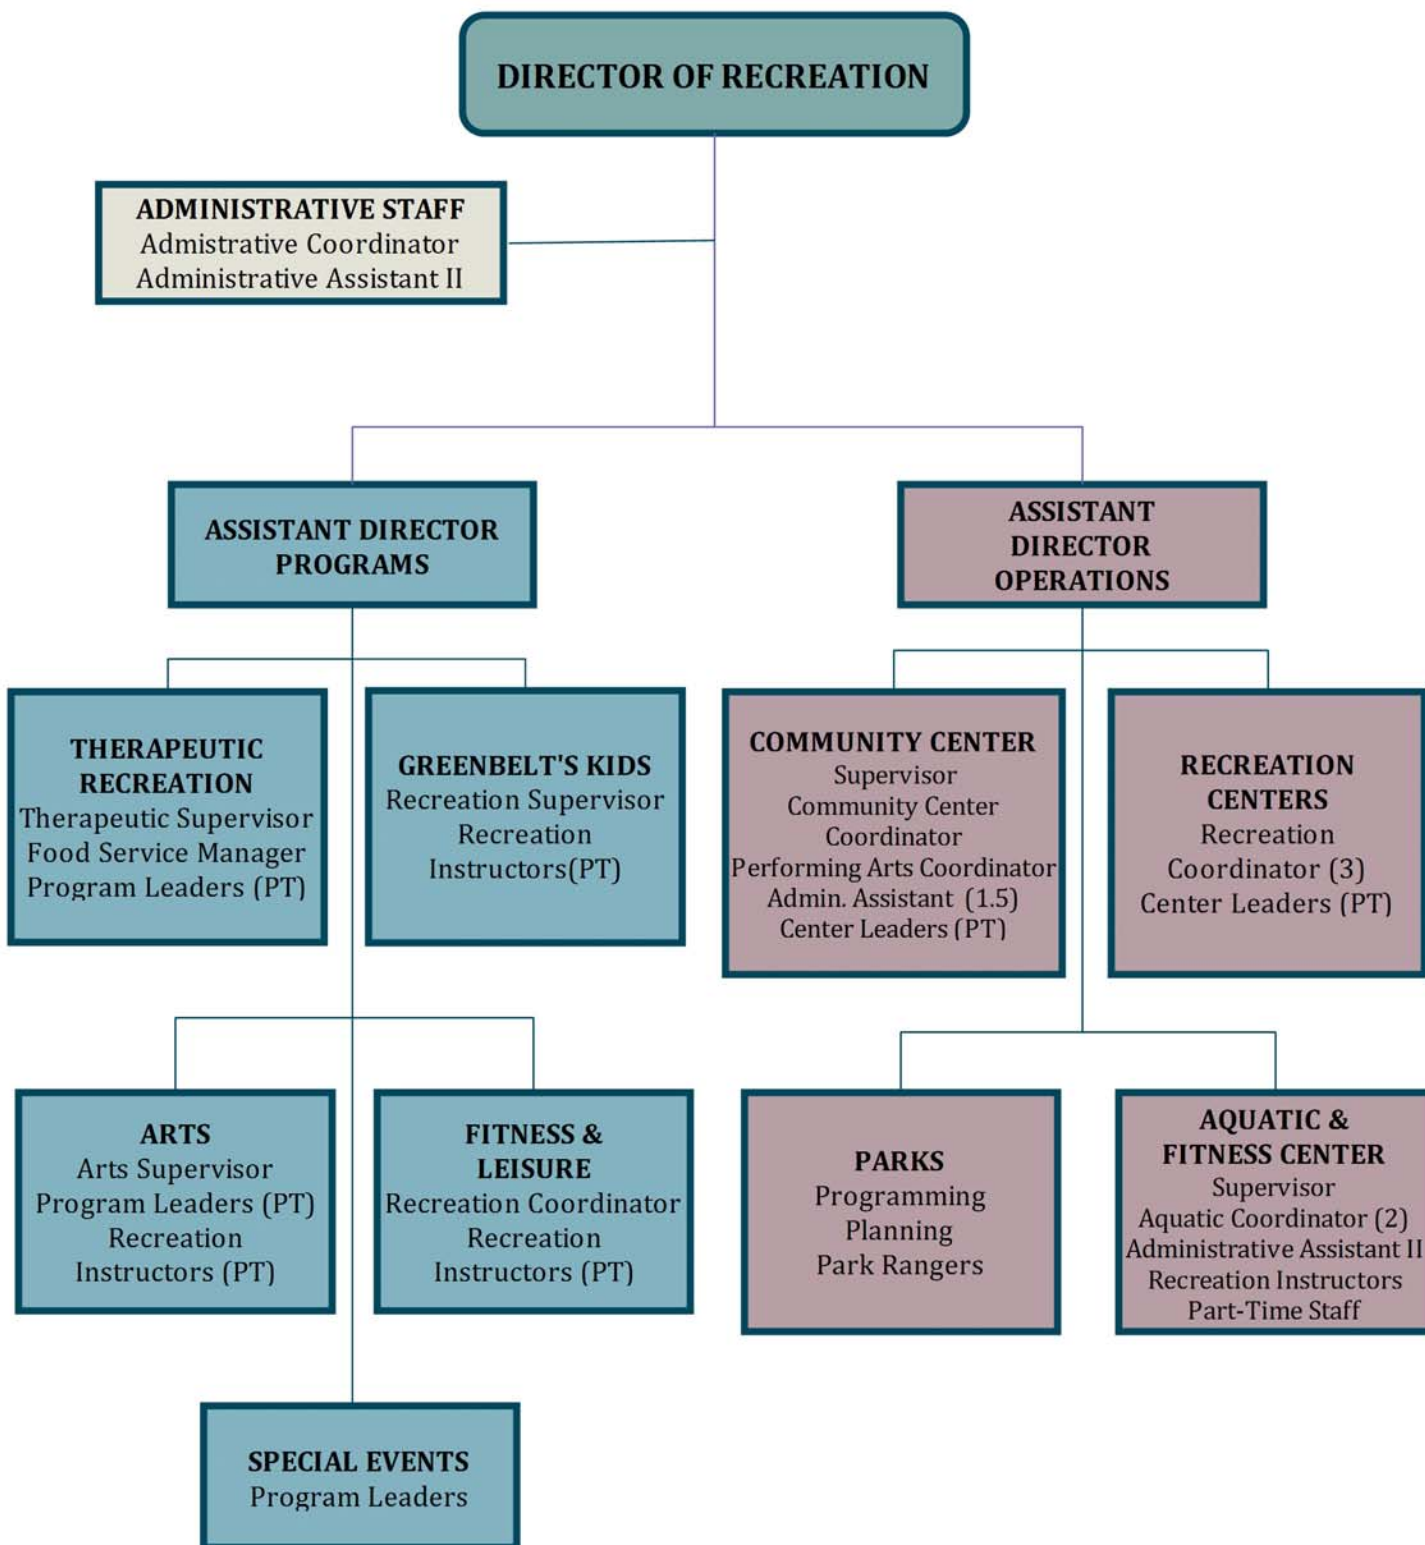 DIRECTOR OF RECREATION
ADMINISTRATIVE STAFF
Admistrative Coordinator
Administrative Assistant II
ASSISTANT DIRECTOR
PROGRAMS
ASSISTANT
DIRECTOR
OPERATIONS
THERAPEUTIC
RECREATION
Therapeutic Supervisor
Food Service Manager
Program Leaders (PT)
GREENBELT'S KIDS
Recreation Supervisor
Recreation
Instructors(PT)
COMMUNITY CENTER
Supervisor
Community Center
Coordinator
Performing Arts Coordinator
Admin. Assistant (1.5)
Center Leaders (PT)
RECREATION
CENTERS
Recreation
Coordinator (3)
Center Leaders (PT)
ARTS
Arts Supervisor
Program Leaders (PT)
Recreation
Instructors (PT)
FITNESS &
LEISURE
Recreation Coordinator
Recreation
Instructors (PT)
PARKS
Programming
Planning
Park Rangers
AQUATIC &
FITNESS CENTER
Supervisor
Aquatic Coordinator (2)
Administrative Assistant II
Recreation Instructors
Part-Time Staff
SPECIAL EVENTS
Program Leaders